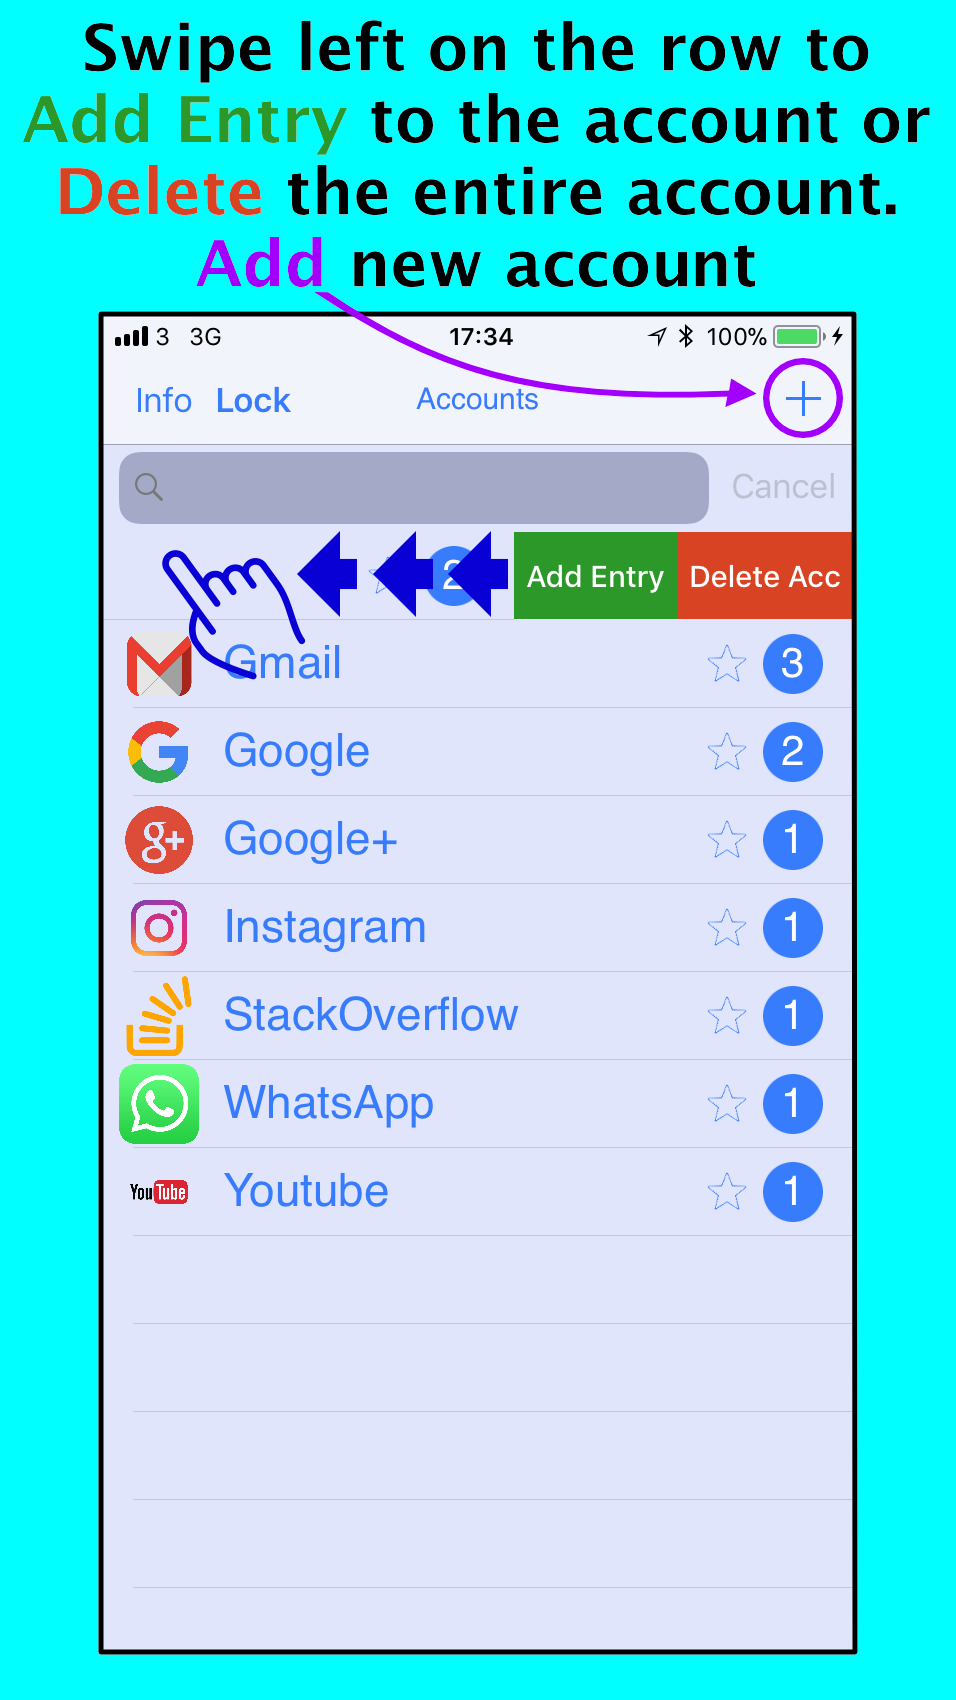 Swipe left on the row to
Add Entry to the account or
Delete the entire account.
Add new account
3 3G 17:34 100%
Info Lock Accounts
Cancel
2 Add Entry Delete Acc
Gmail 3
Google 2
g+ Google+ 1
Instagram 1
StackOverflow 1
WhatsApp 1
YouTube Youtube 1